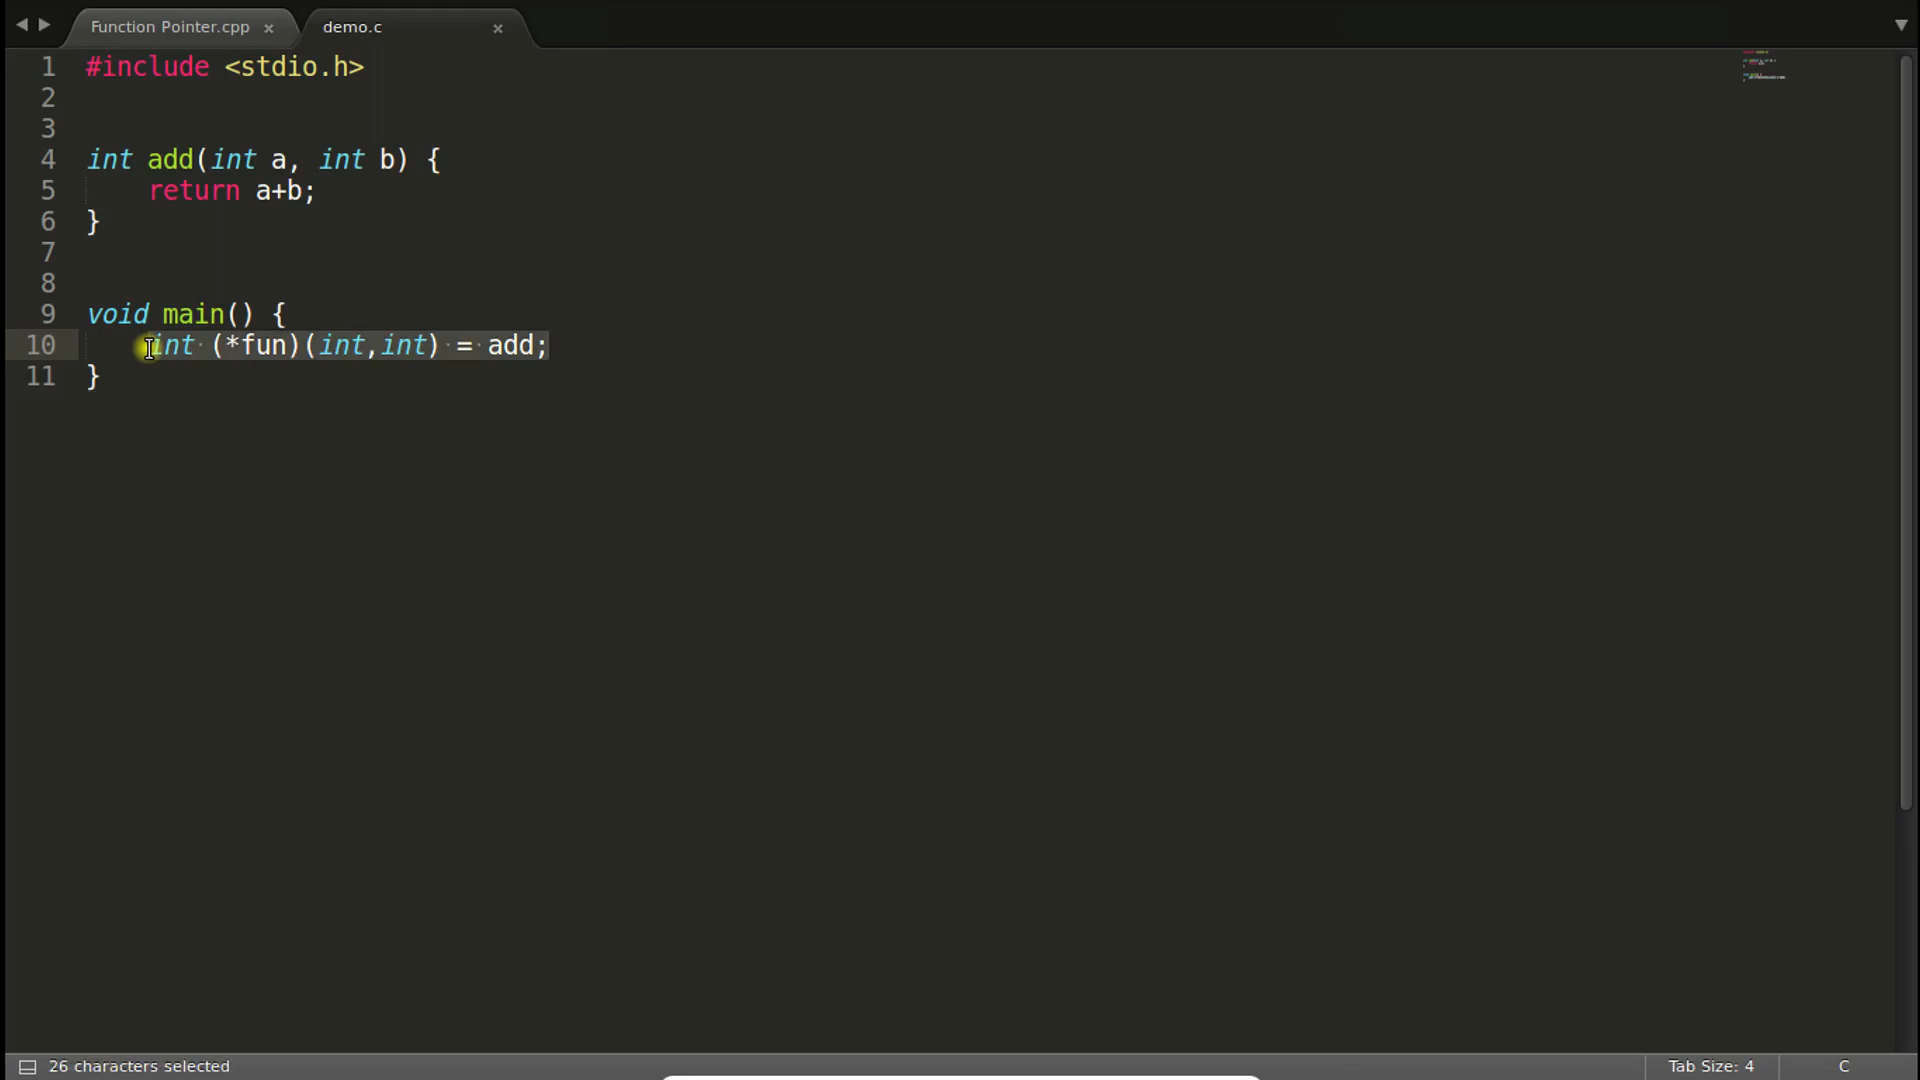 Function Pointer.cpp × demo.c ×
1 #include <stdio.h>
2
3
4 int add(int a, int b) {
5 return a+b;
6 }
7
8
9 void main() {
10 int (*fun)(int,int) = add;
11 }
26 characters selected Tab Size: 4 C